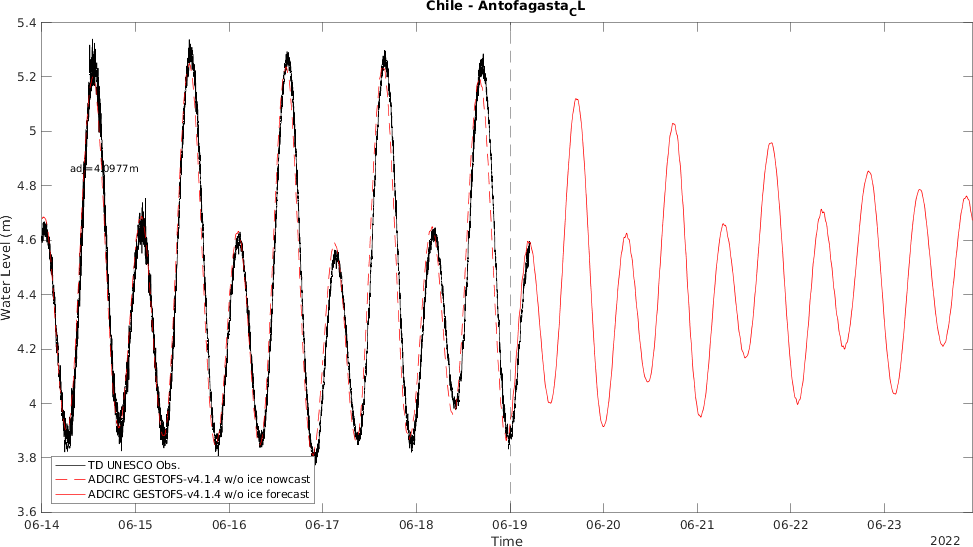 Chile - Antofagasta_CL
5.4
5.2
5
4.8
4.6
4.4
4.2
4
3.8
3.6
Water Level (m)
adj=4.0977m
TD UNESCO Obs.
ADCIRC GESTOFS-v4.1.4 w/o ice nowcast
ADCIRC GESTOFS-v4.1.4 w/o ice forecast
06-14 06-15 06-16 06-17 06-18 06-19 06-20 06-21 06-22 06-23
Time
2022